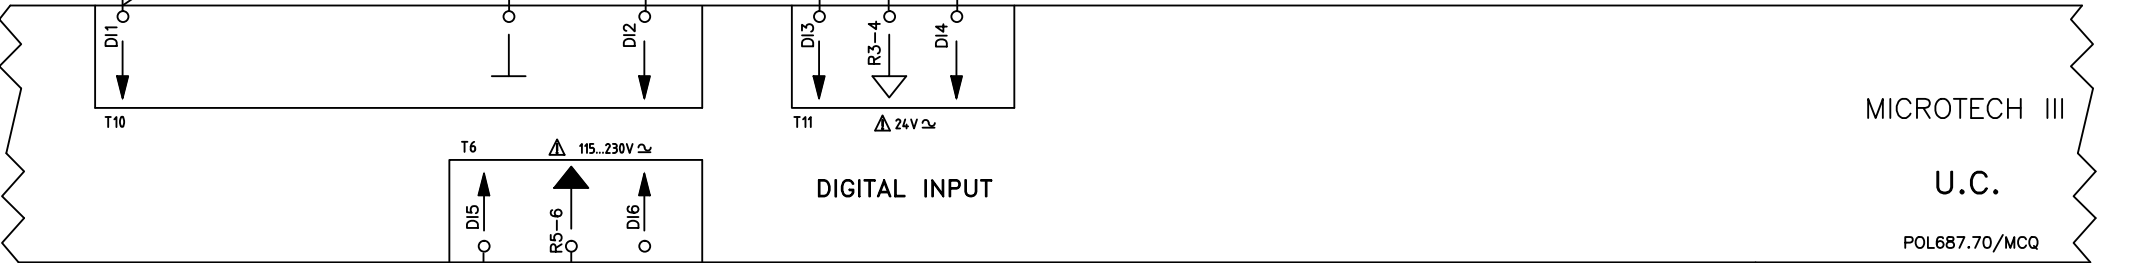 DI1
DI2
DI3
R3-4
DI4
T10
T11
24V
MICROTECH III
T6
115...230V
DIGITAL INPUT
U.C.
DI5
R5-6
DI6
POL687.70/MCQ